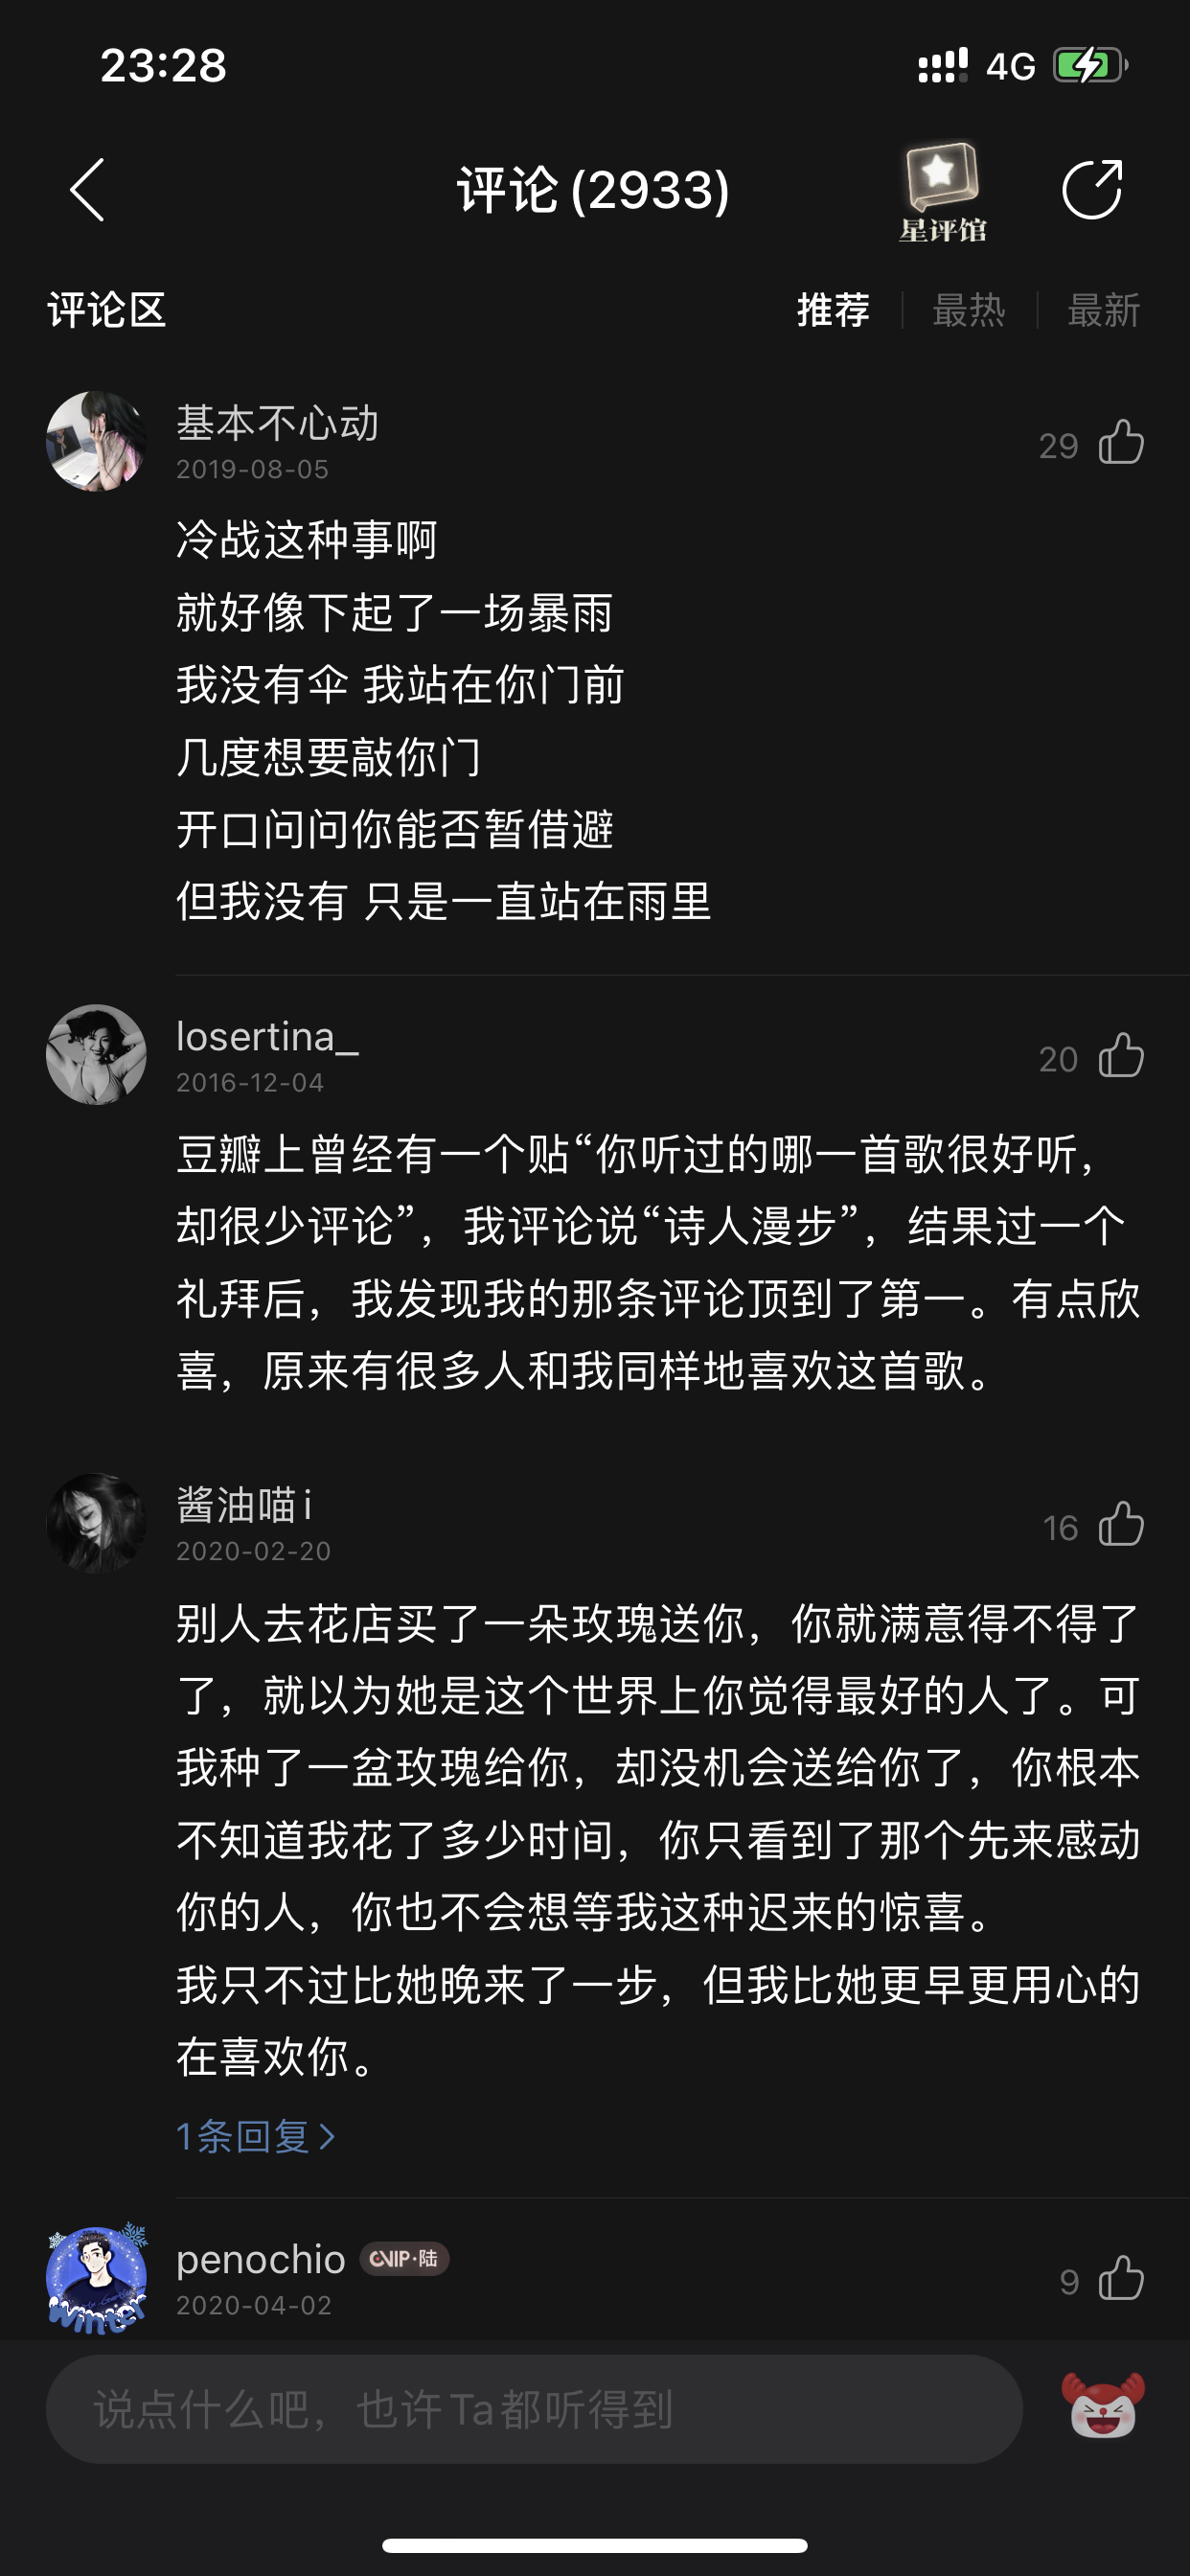 23:28
4G
评论(2933)
星评馆
评论区
推荐
最热
最新
基本不心动
2019-08-05
29
冷战这种事啊
就好像下起了一场暴雨
我没有伞 我站在你门前
几度想要敲你门
开口问问你能否暂借避
但我没有 只是一直站在雨里
losertina_
2016-12-04
20
豆瓣上曾经有一个贴“你听过的哪一首歌很好听，
却很少评论”，我评论说“诗人漫步”，结果过一个
礼拜后，我发现我的那条评论顶到了第一。有点欣
喜，原来有很多人和我同样地喜欢这首歌。
酱油喵i
2020-02-20
16
别人去花店买了一朵玫瑰送你，你就满意得不得了
了，就以为她是这个世界上你觉得最好的人了。可
我种了一盆玫瑰给你，却没机会送给你了，你根本
不知道我花了多少时间，你只看到了那个先来感动
你的人，你也不会想等我这种迟来的惊喜。
我只不过比她晚来了一步，但我比她更早更用心的
在喜欢你。
1条回复
penochio
VIP·陆
2020-04-02
9
winter
说点什么吧，也许Ta都听得到